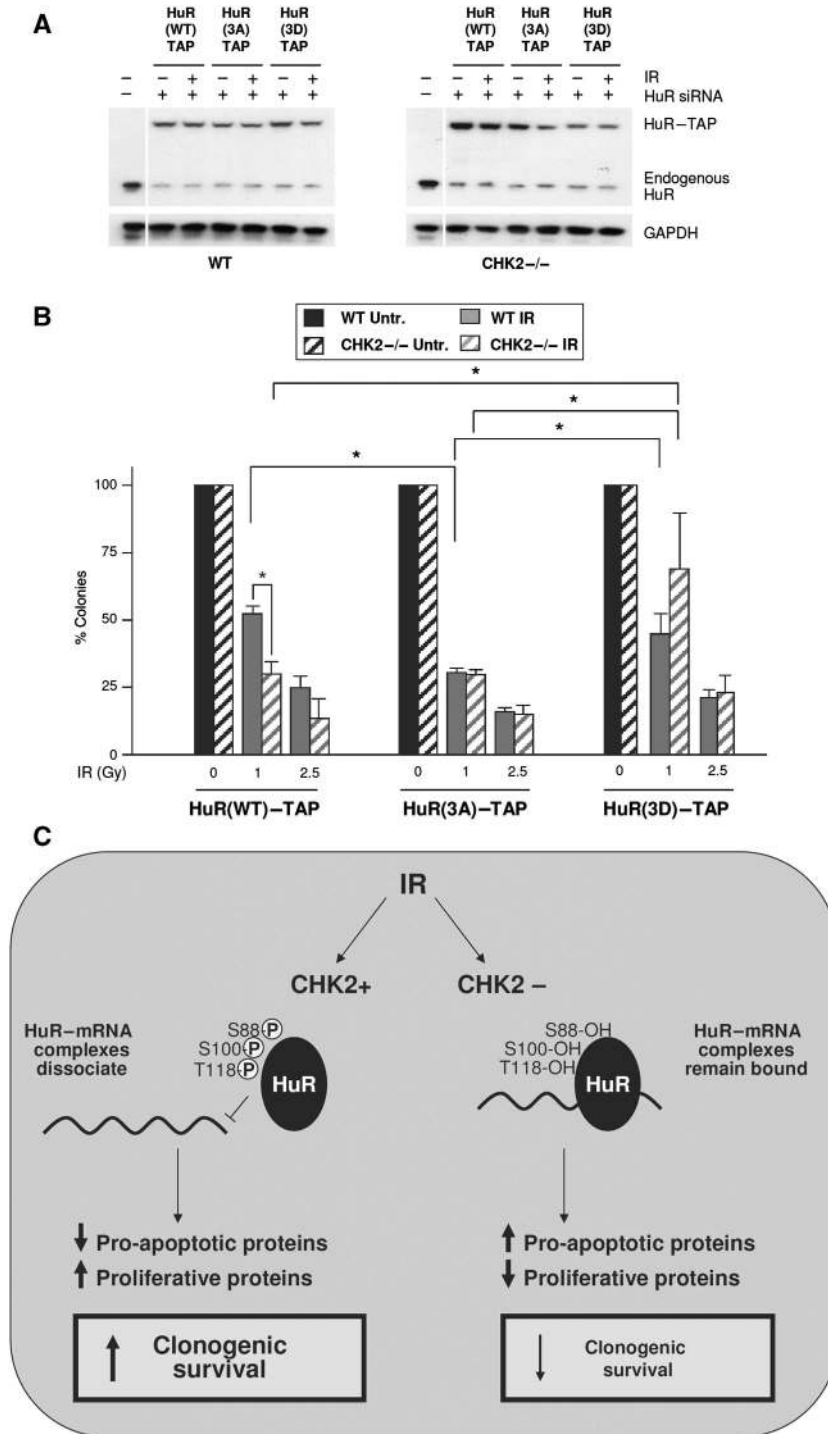 A
HuR (WT) TAP HuR (3A) TAP HuR (3D) TAP
HuR (WT) TAP HuR (3A) TAP HuR (3D) TAP
– – + – + – + – – + – + – + IR
– + + + + + + – + + + + + + HuR siRNA
HuR–TAP
Endogenous
HuR
GAPDH
WT CHK2–/–
B
WT Untr. WT IR
CHK2–/– Untr. CHK2–/– IR
*
*
*
*
*
% Colonies
100
75
50
25
0
IR (Gy) 0 1 2.5 0 1 2.5 0 1 2.5
HuR(WT)–TAP HuR(3A)–TAP HuR(3D)–TAP
C
IR
CHK2+ CHK2 –
HuR–mRNA
complexes
dissociate
S88-P
S100-P
T118-P
HuR
S88-OH
S100-OH
T118-OH
HuR
HuR–mRNA
complexes
remain bound
Pro-apoptotic proteins
Proliferative proteins
Pro-apoptotic proteins
Proliferative proteins
Clonogenic
survival
Clonogenic
survival